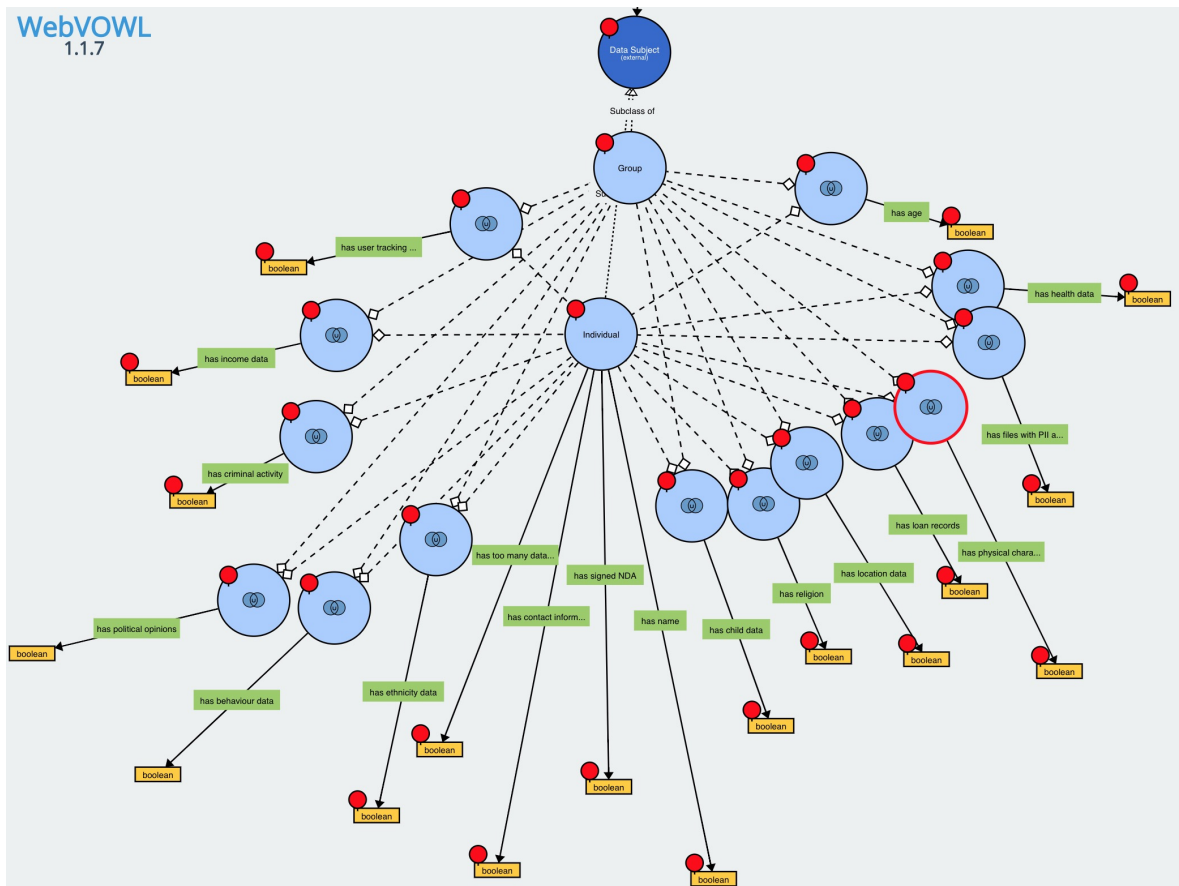 WebVOWL
1.1.7
Data Subject
(external)
Subclass of
Group
Su
has age
boolean
has user tracking ...
boolean
has health data
boolean
Individual
has income data
boolean
has files with PII a...
boolean
has criminal activity
boolean
has loan records
boolean
has physical chara...
boolean
has too many data...
boolean
has signed NDA
boolean
has location data
boolean
has religion
boolean
has contact inform...
boolean
has name
boolean
has child data
boolean
has political opinions
boolean
has behaviour data
boolean
has ethnicity data
boolean
U
U
U
U
U
U
U
U
U
U
U
U
U
U